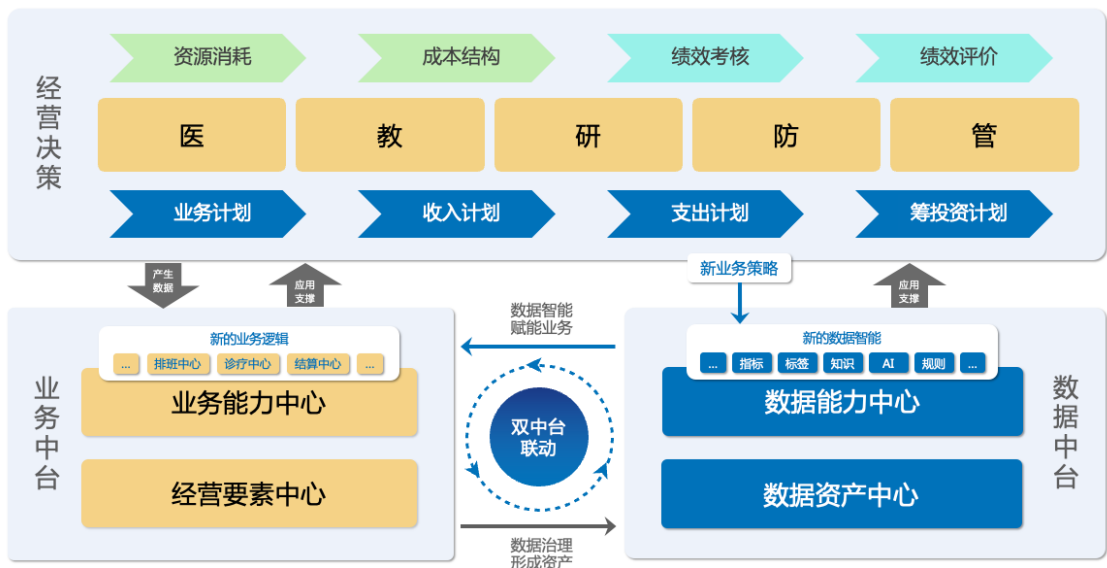 经营决策
资源消耗
成本结构
绩效考核
绩效评价
医
教
研
防
管
业务计划
收入计划
支出计划
筹投资计划
产生
数据
应用
支撑
新业务策略
应用
支撑
业务中台
新的业务逻辑
...
排班中心
诊疗中心
结算中心
...
业务能力中心
经营要素中心
数据智能
赋能业务
双中台
联动
数据治理
形成资产
新的数据智能
...
指标
标签
知识
AI
规则
...
数据能力中心
数据资产中心
数据中台